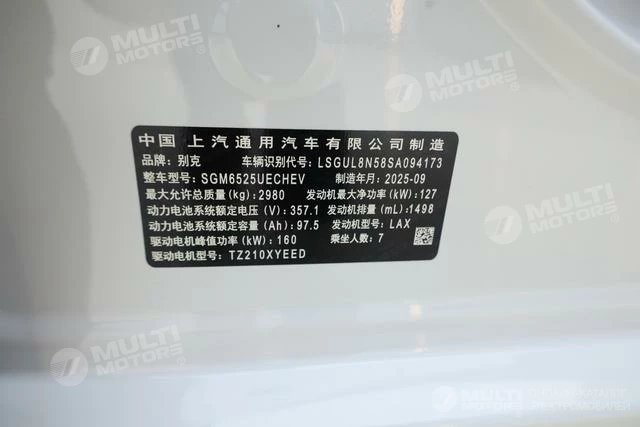 MULTI MOTORS
MULTI MOTORS
中国 上汽通用汽车有限公司制造
品牌: 别克 车辆识别代号: LSGUL8N58SA094173
整车型号: SGM6525UECHEV 制造年月: 2025-09
最大允许总质量(kg): 2980 发动机最大净功率(kW): 127
动力电池系统额定电压(V): 357.1 发动机排量(mL): 1498
动力电池系统额定容量(Ah): 97.5 发动机型号: LAX
驱动电机峰值功率(kW): 160 乘坐人数: 7
驱动电机型号: TZ210XYEED
MULTI MOTORS
MULTI MOTORS
MULTI MOTORS